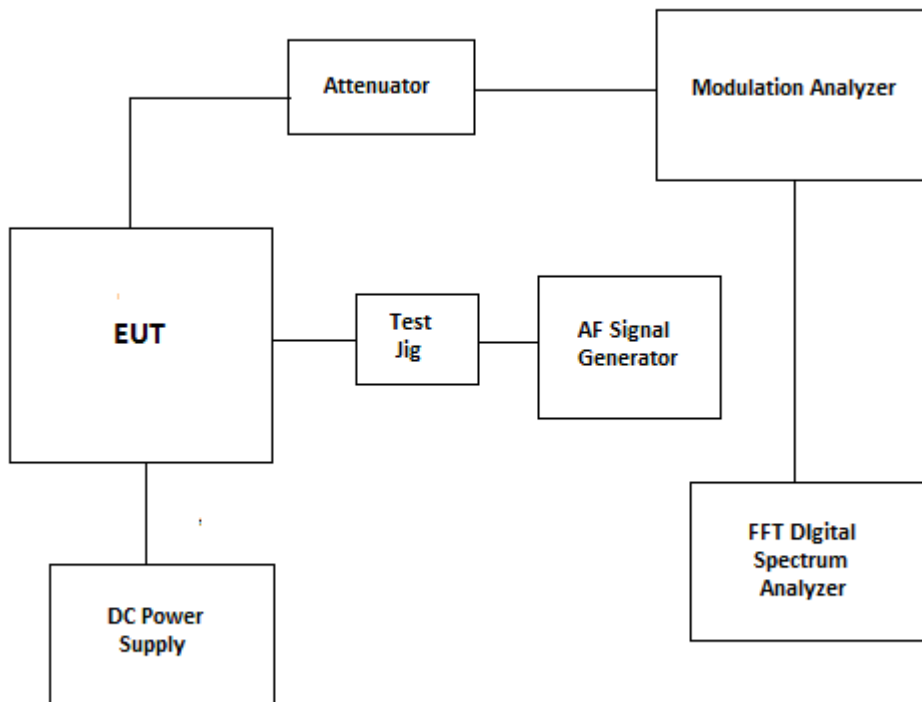 Attenuator
Modulation Analyzer
EUT
Test
Jig
AF Signal
Generator
FFT DIgital
Spectrum
Analyzer
DC Power
Supply